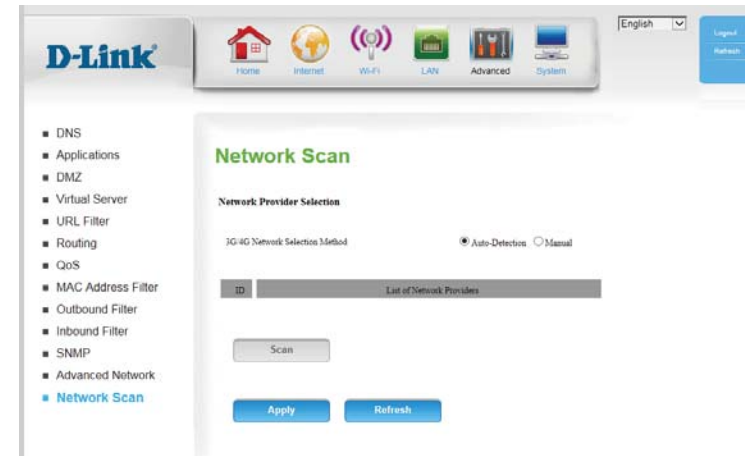 D-Link
Home
Internet
Wi-Fi
LAN
Advanced
System
English
Logout
Refresh
DNS
Applications
DMZ
Virtual Server
URL Filter
Routing
QoS
MAC Address Filter
Outbound Filter
Inbound Filter
SNMP
Advanced Network
Network Scan
Network Scan
Network Provider Selection
3G/4G Network Selection Method
Auto-Detection Manual
ID List of Network Providers
Scan
Apply Refresh